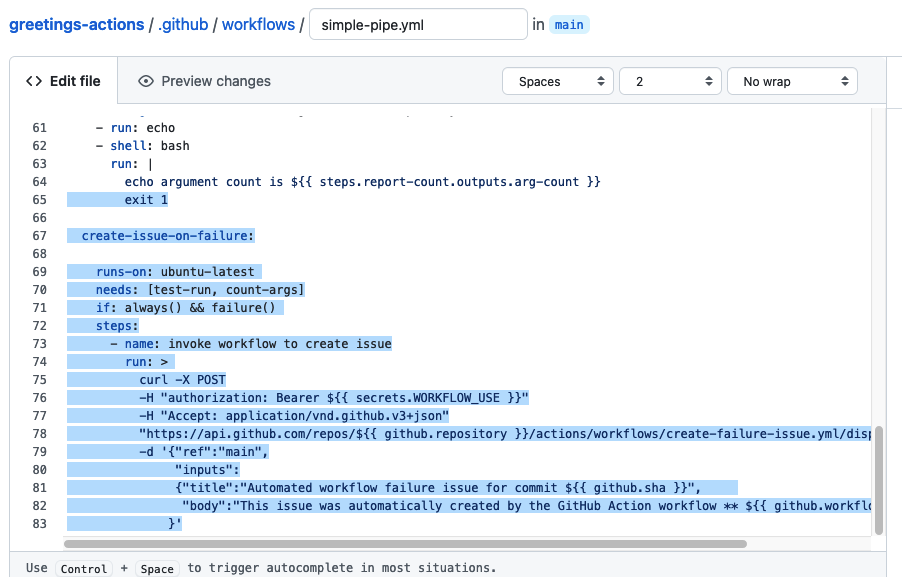 greetings-actions / .github / workflows / simple-pipe.yml in main
<> Edit file Preview changes Spaces 2 No wrap
61 - run: echo
62 - shell: bash
63 run: |
64 echo argument count is ${{ steps.report-count.outputs.arg-count }}
65 exit 1
66
67 create-issue-on-failure:
68
69 runs-on: ubuntu-latest
70 needs: [test-run, count-args]
71 if: always() && failure()
72 steps:
73 - name: invoke workflow to create issue
74 run: >
75 curl -X POST
76 -H "authorization: Bearer ${{ secrets.WORKFLOW_USE }}"
77 -H "Accept: application/vnd.github.v3+json"
78 "https://api.github.com/repos/${{ github.repository }}/actions/workflows/create-failure-issue.yml/disp
79 -d '{"ref":"main",
80 "inputs":
81 {"title":"Automated workflow failure issue for commit ${{ github.sha }}",
82 "body":"This issue was automatically created by the GitHub Action workflow ** ${{ github.workflo
83 }'
Use Control + Space to trigger autocomplete in most situations.